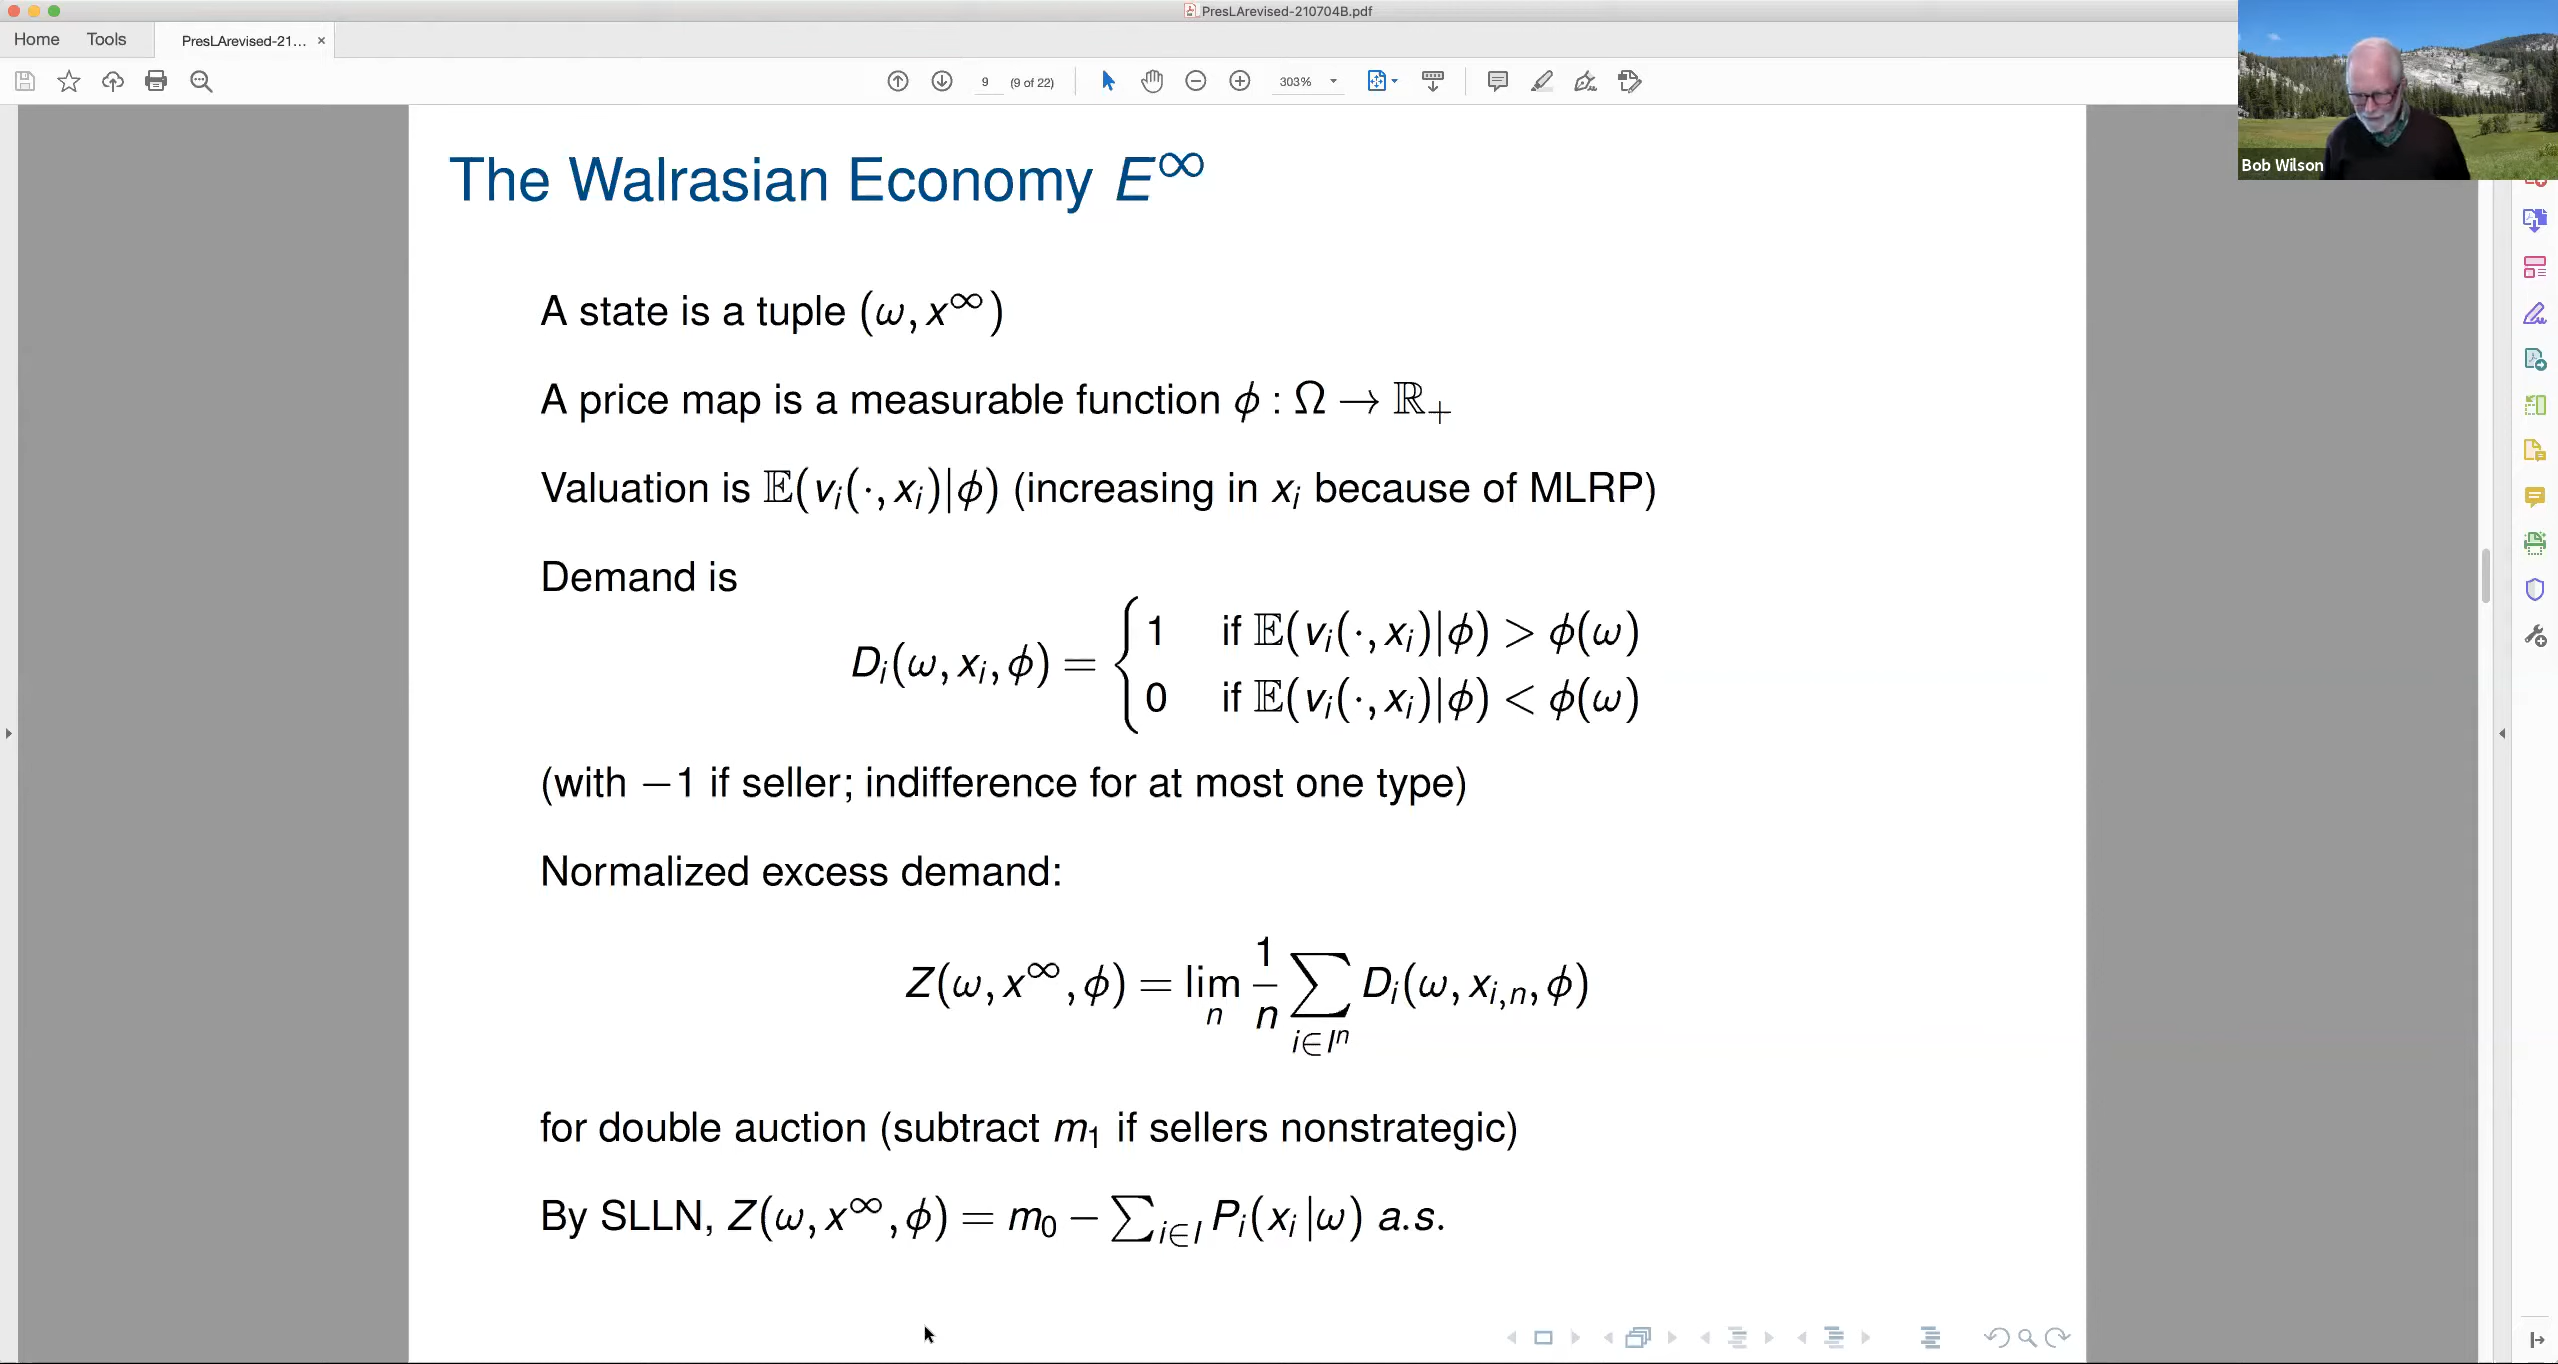 PresLArevised-210704B.pdf
Home Tools PresLArevised-21... ×
9 (9 of 22) 303%
Bob Wilson
The Walrasian Economy E^∞
A state is a tuple (ω, x^∞)
A price map is a measurable function ϕ : Ω → ℝ₊
Valuation is 𝔼(vᵢ(·, xᵢ)|ϕ) (increasing in xᵢ because of MLRP)
Demand is
Dᵢ(ω, xᵢ, ϕ) = { 1 if 𝔼(vᵢ(·, xᵢ)|ϕ) > ϕ(ω)
0 if 𝔼(vᵢ(·, xᵢ)|ϕ) < ϕ(ω)
(with −1 if seller; indifference for at most one type)
Normalized excess demand:
Z(ω, x^∞, ϕ) = lim_n 1/n ∑_{i∈I^n} Dᵢ(ω, x_{i,n}, ϕ)
for double auction (subtract m₁ if sellers nonstrategic)
By SLLN, Z(ω, x^∞, ϕ) = m₀ − ∑_{i∈I} Pᵢ(xᵢ|ω) a.s.